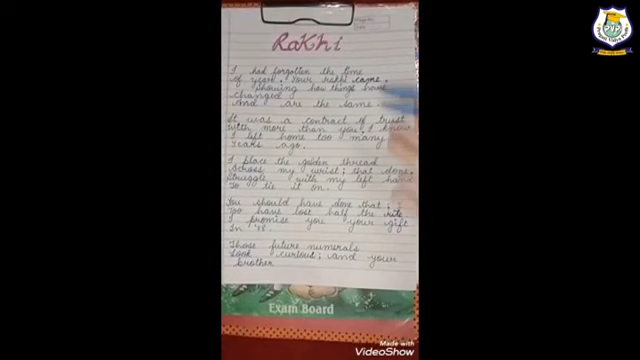 Rakhi
I had forgotten the time
of year. Your rakhi came,
showing how things have
changed
And are the same.
It was a contract of trust
with more than you. I know
I left home too many
Years ago.
I place the golden thread
Across my wrist; that done,
Struggle with my left hand
To tie it on.
You should have done that;
Too have lost half the rite
I promise you your gift
In '98.
Those future numerals
Look curious; and your
brother
Exam Board
Made with
VideoShow